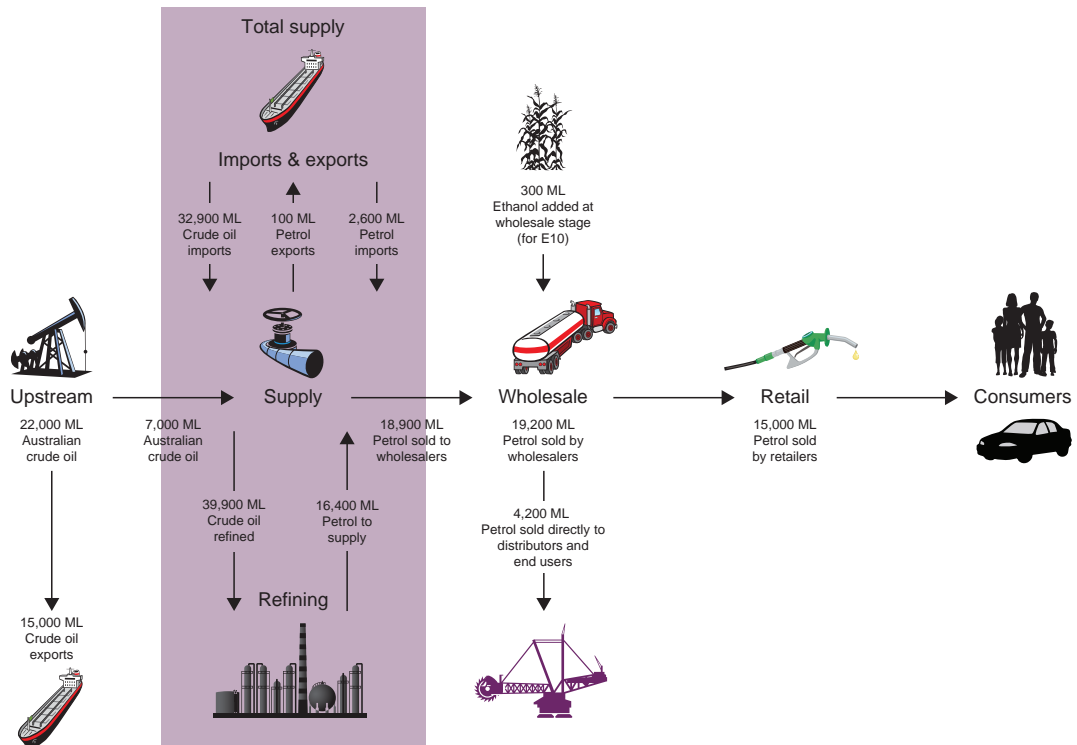 Total supply
Imports & exports
32,900 ML
Crude oil
imports
100 ML
Petrol
exports
2,600 ML
Petrol
imports
300 ML
Ethanol added at
wholesale stage
(for E10)
Upstream
22,000 ML
Australian
crude oil
7,000 ML
Australian
crude oil
Supply
18,900 ML
Petrol sold to
wholesalers
Wholesale
19,200 ML
Petrol sold by
wholesalers
Retail
15,000 ML
Petrol sold
by retailers
Consumers
39,900 ML
Crude oil
refined
16,400 ML
Petrol to
supply
4,200 ML
Petrol sold directly to
distributors and
end users
Refining
15,000 ML
Crude oil
exports